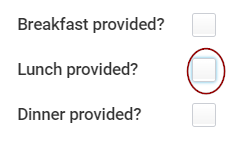 Breakfast provided?
Lunch provided?
Dinner provided?